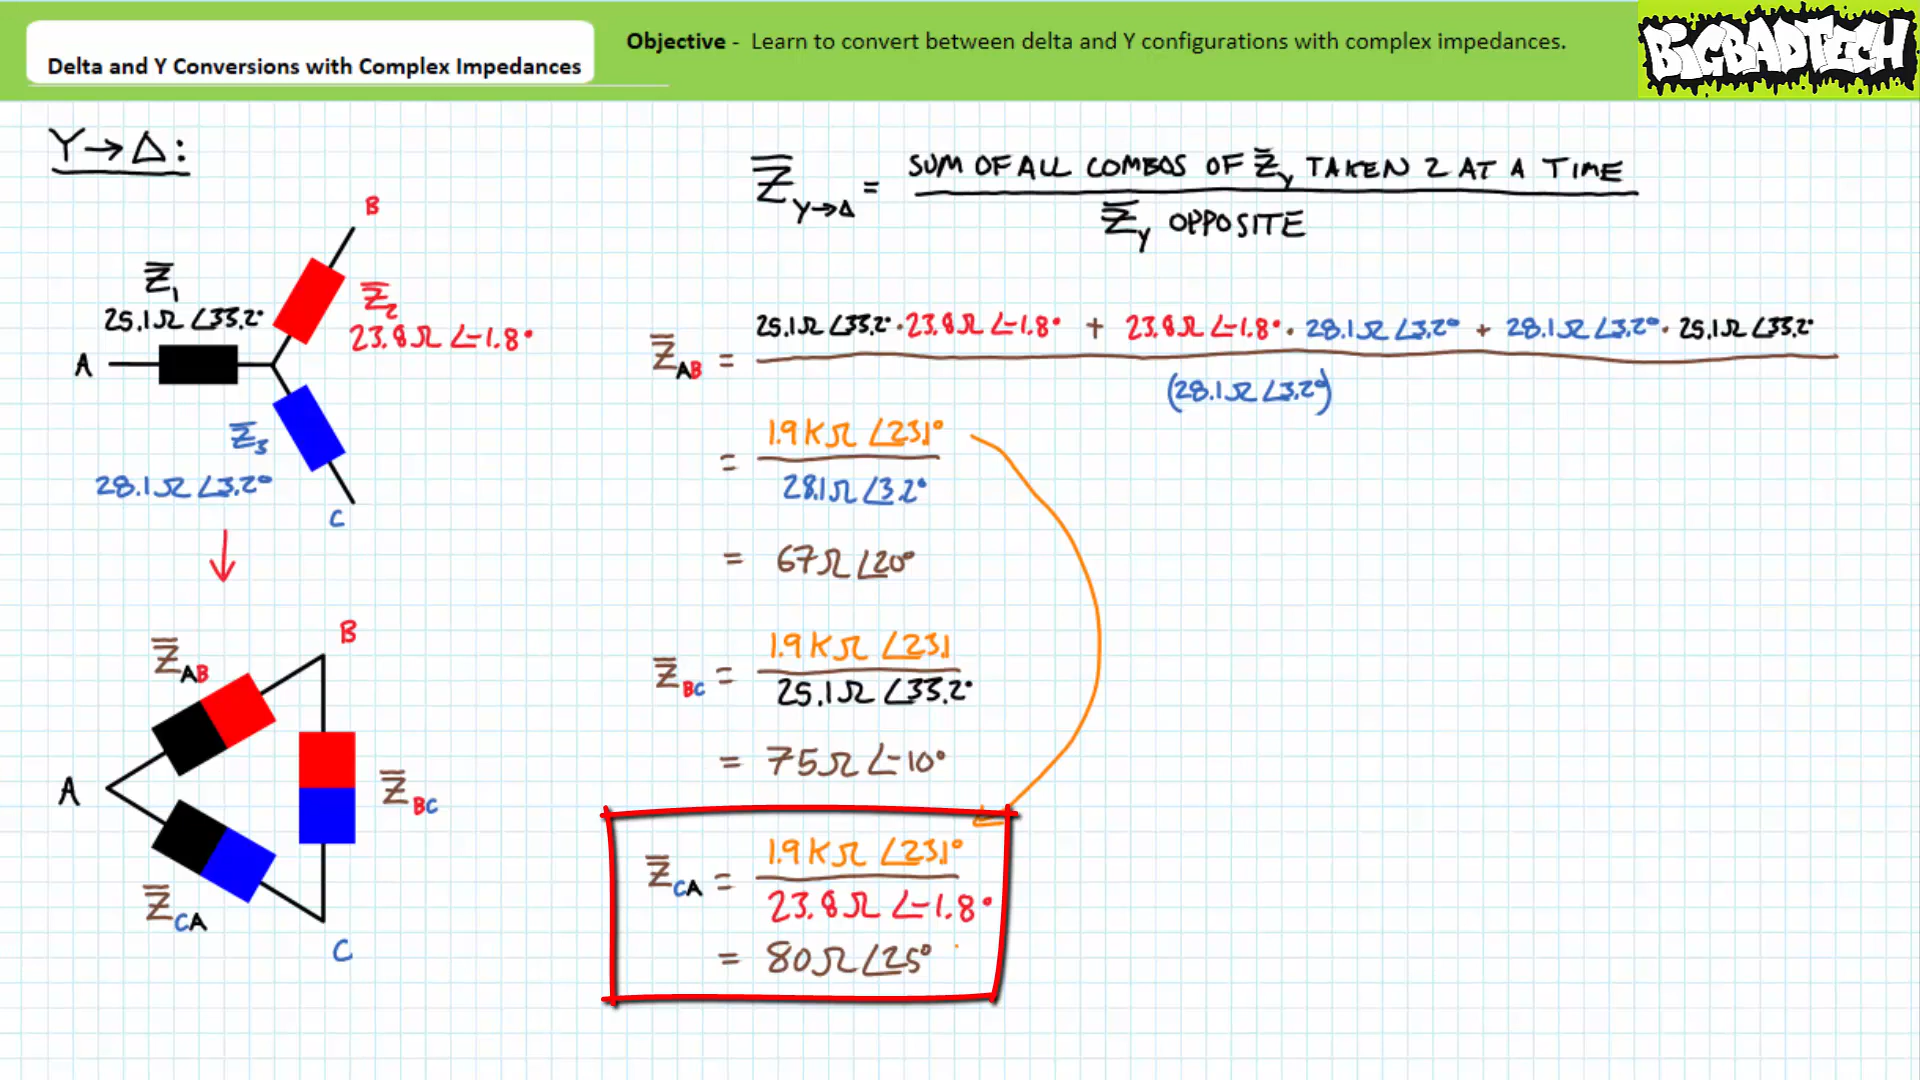 Delta and Y Conversions with Complex Impedances
Objective - Learn to convert between delta and Y configurations with complex impedances.
BIGBADTECH
Y→Δ:
Z̅Y→Δ = SUM OF ALL COMBOS OF Z̅Y TAKEN 2 AT A TIME
Z̅Y OPPOSITE
B
Z̅1
25.1Ω∠33.2°
Z̅2
23.8Ω∠-1.8°
A
Z̅3
28.1Ω∠3.2°
C
Z̅AB = 25.1Ω∠33.2°·23.8Ω∠-1.8° + 23.8Ω∠-1.8°·28.1Ω∠3.2° + 28.1Ω∠3.2°·25.1Ω∠33.2°
(28.1Ω∠3.2°)
= 1.9KΩ∠23.1°
28.1Ω∠3.2°
= 67Ω∠20°
Z̅AB
B
A
Z̅BC
Z̅CA
C
Z̅BC = 1.9KΩ∠23.1
25.1Ω∠33.2°
= 75Ω∠-10°
Z̅CA = 1.9KΩ∠23.1°
23.8Ω∠-1.8°
= 80Ω∠25°